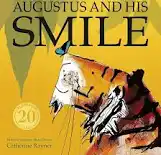 AUGUSTUS AND HIS
SMILE
20
Catherine Rayner